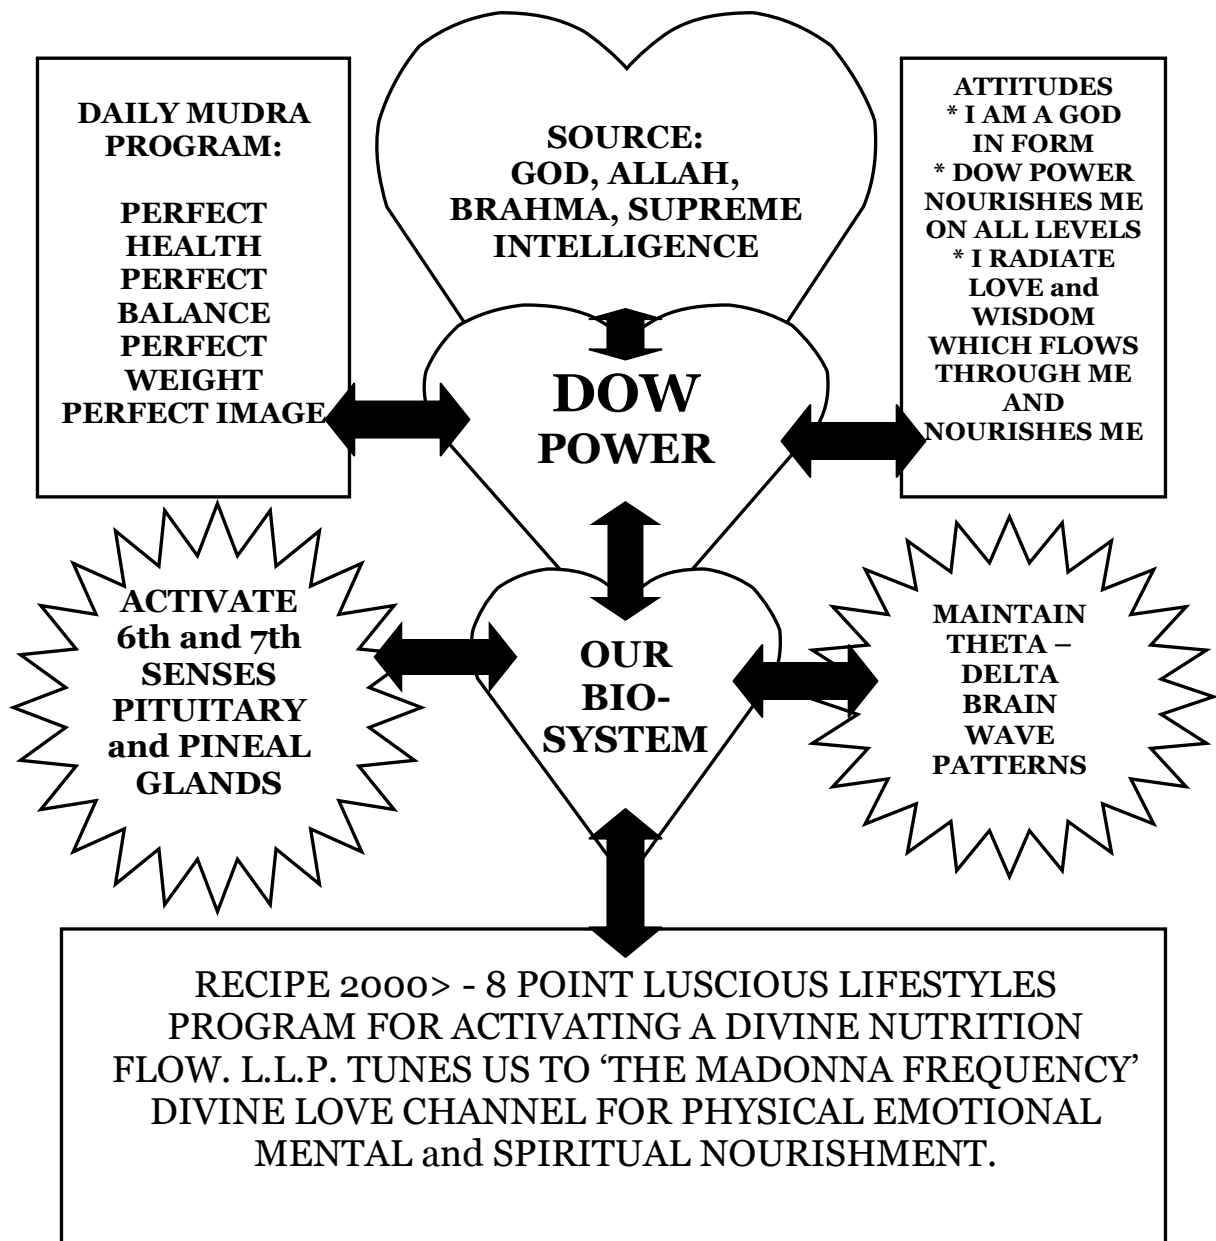 DAILY MUDRA
PROGRAM:
PERFECT
HEALTH
PERFECT
BALANCE
PERFECT
WEIGHT
PERFECT IMAGE
SOURCE:
GOD, ALLAH,
BRAHMA, SUPREME
INTELLIGENCE
ATTITUDES
* I AM A GOD
IN FORM
* DOW POWER
NOURISHES ME
ON ALL LEVELS
* I RADIATE
LOVE and
WISDOM
WHICH FLOWS
THROUGH ME
AND
NOURISHES ME
DOW
POWER
ACTIVATE
6th and 7th
SENSES
PITUITARY
and PINEAL
GLANDS
OUR
BIO-
SYSTEM
MAINTAIN
THETA –
DELTA
BRAIN
WAVE
PATTERNS
RECIPE 2000> - 8 POINT LUSCIOUS LIFESTYLES
PROGRAM FOR ACTIVATING A DIVINE NUTRITION
FLOW. L.L.P. TUNES US TO ‘THE MADONNA FREQUENCY’
DIVINE LOVE CHANNEL FOR PHYSICAL EMOTIONAL
MENTAL and SPIRITUAL NOURISHMENT.